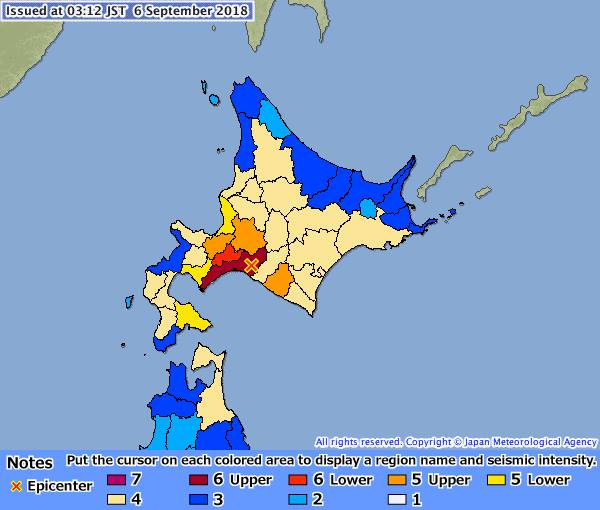 Issued at 03:12 JST 6 September 2018
All rights reserved. Copyright © Japan Meteorological Agency
Notes Put the cursor on each colored area to display a region name and seismic intensity.
Epicenter 7 6 Upper 6 Lower 5 Upper 5 Lower
4 3 2 1